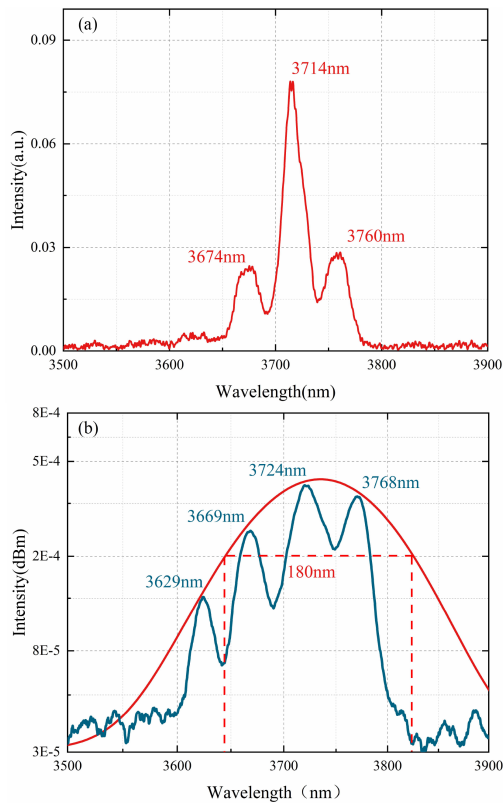 (a)
0.09
3714nm
0.06
Intensity(a.u.)
3760nm
3674nm
0.03
0.00
3500 3600 3700 3800 3900
Wavelength(nm)
8E-4
(b)
5E-4
3724nm
3768nm
3669nm
2E-4
180nm
3629nm
Intensity(dBm)
8E-5
3E-5
3500 3600 3700 3800 3900
Wavelength（nm）